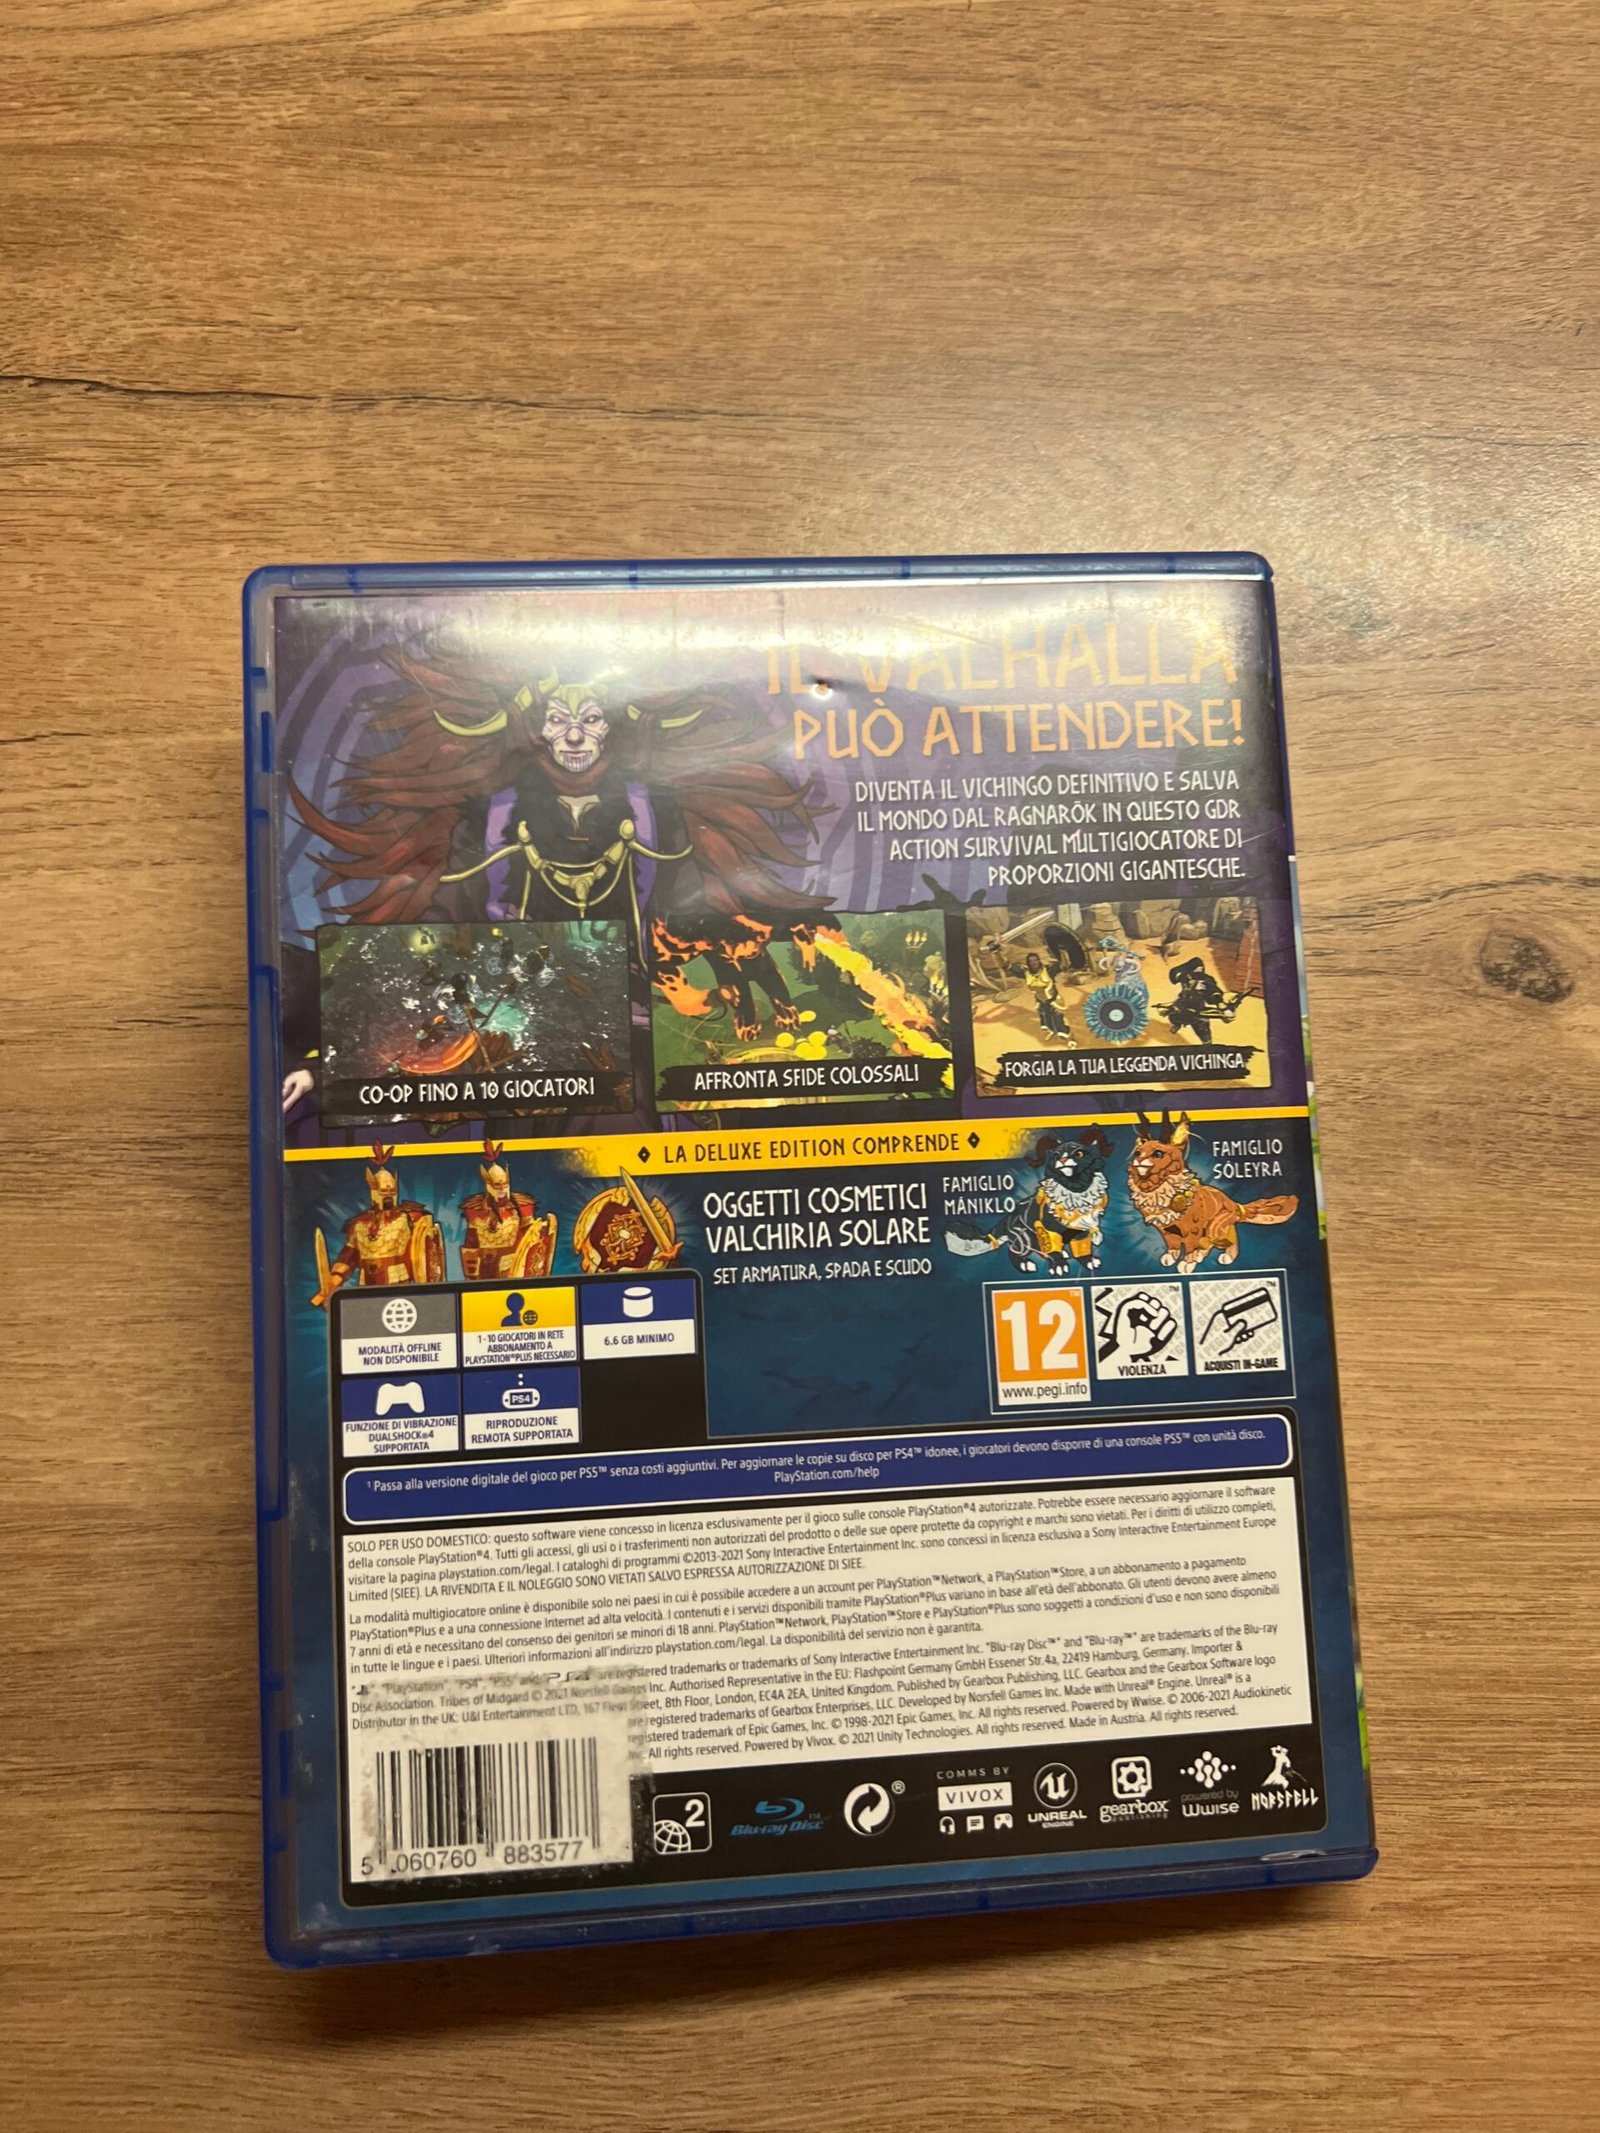 IL VALHALLA
PUÒ ATTENDERE!
DIVENTA IL VICHINGO DEFINITIVO E SALVA
IL MONDO DAL RAGNARÖK IN QUESTO GDR
ACTION SURVIVAL MULTIGIOCATORE DI
PROPORZIONI GIGANTESCHE.
CO-OP FINO A 10 GIOCATORI
AFFRONTA SFIDE COLOSSALI
FORGIA LA TUA LEGGENDA VICHINGA
LA DELUXE EDITION COMPRENDE
OGGETTI COSMETICI
VALCHIRIA SOLARE
SET ARMATURA, SPADA E SCUDO
FAMIGLIO
MÁNIKLO
FAMIGLIO
SÓLEYRA
MODALITÀ OFFLINE
NON DISPONIBILE
1-10 GIOCATORI IN RETE
ABBONAMENTO A
PLAYSTATION®PLUS NECESSARIO
6.6 GB MINIMO
FUNZIONE DI VIBRAZIONE
DUALSHOCK®4
SUPPORTATA
PS4
RIPRODUZIONE
REMOTA SUPPORTATA
12
www.pegi.info
VIOLENZA
ACQUISTI IN-GAME
¹ Passa alla versione digitale del gioco per PS5™ senza costi aggiuntivi. Per aggiornare le copie su disco per PS4™ idonee, i giocatori devono disporre di una console PS5™ con unità disco.
PlayStation.com/help
SOLO PER USO DOMESTICO: questo software viene concesso in licenza esclusivamente per il gioco sulle console PlayStation®4 autorizzate. Potrebbe essere necessario aggiornare il software
della console PlayStation®4. Tutti gli accessi, gli usi o i trasferimenti non autorizzati del prodotto o delle sue opere protette da copyright e marchi sono vietati. Per i diritti di utilizzo completi,
visitare la pagina playstation.com/legal. I cataloghi di programmi ©2013-2021 Sony Interactive Entertainment Inc. sono concessi in licenza esclusiva a Sony Interactive Entertainment Europe
Limited (SIEE). LA RIVENDITA E IL NOLEGGIO SONO VIETATI SALVO ESPRESSA AUTORIZZAZIONE DI SIEE.
La modalità multigiocatore online è disponibile solo nei paesi in cui è possibile accedere a un account per PlayStation™Network, a PlayStation™Store, a un abbonamento a pagamento
PlayStation®Plus e a una connessione Internet ad alta velocità. I contenuti e i servizi disponibili tramite PlayStation®Plus variano in base all'età dell'abbonato. Gli utenti devono avere almeno
7 anni di età e necessitano del consenso dei genitori se minori di 18 anni. PlayStation™Network, PlayStation™Store e PlayStation®Plus sono soggetti a condizioni d'uso e non sono disponibili
in tutte le lingue e i paesi. Ulteriori informazioni all'indirizzo playstation.com/legal. La disponibilità del servizio non è garantita.
"PlayStation", "PS4", "PS5" and are registered trademarks or trademarks of Sony Interactive Entertainment Inc. "Blu-ray Disc™" and "Blu-ray™" are trademarks of the Blu-ray
Disc Association. Tribes of Midgard © 2021 Norsfell Games Inc. Authorised Representative in the EU: Flashpoint Germany GmbH Essener Str.4a, 22419 Hamburg, Germany. Importer &
Distributor in the UK: U&I Entertainment LTD, 167 Fleet Street, 8th Floor, London, EC4A 2EA, United Kingdom. Published by Gearbox Publishing, LLC. Gearbox and the Gearbox Software logo
are registered trademarks of Gearbox Enterprises, LLC. Developed by Norsfell Games Inc. Made with Unreal® Engine. Unreal® is a
registered trademark of Epic Games, Inc. © 1998-2021 Epic Games, Inc. All rights reserved. Powered by Wwise. © 2006-2021 Audiokinetic
Inc. All rights reserved. Powered by Vivox. © 2021 Unity Technologies. All rights reserved. Made in Austria. All rights reserved.
5 060760 883577
2
Blu-ray Disc
COMMS BY
VIVOX
UNREAL
ENGINE
gearbox
PUBLISHING
powered by
Wwise
NORSFELL